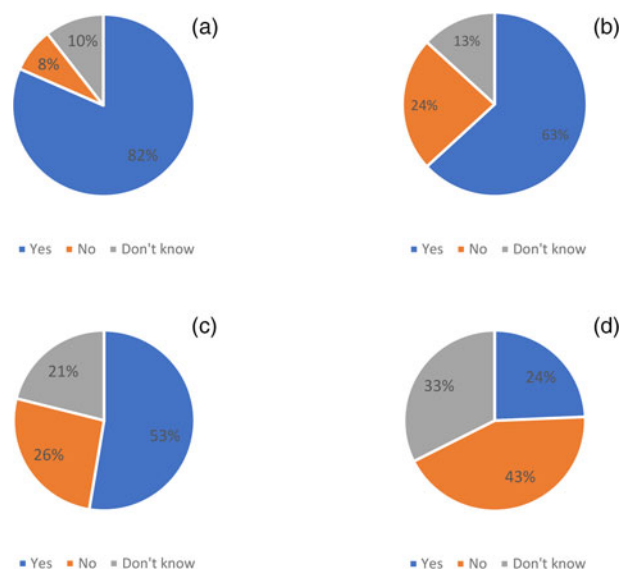 (a)
10%
8%
82%
Yes No Don't know
(b)
13%
24%
63%
Yes No Don't know
(c)
21%
53%
26%
Yes No Don't know
(d)
24%
33%
43%
Yes No Don't know